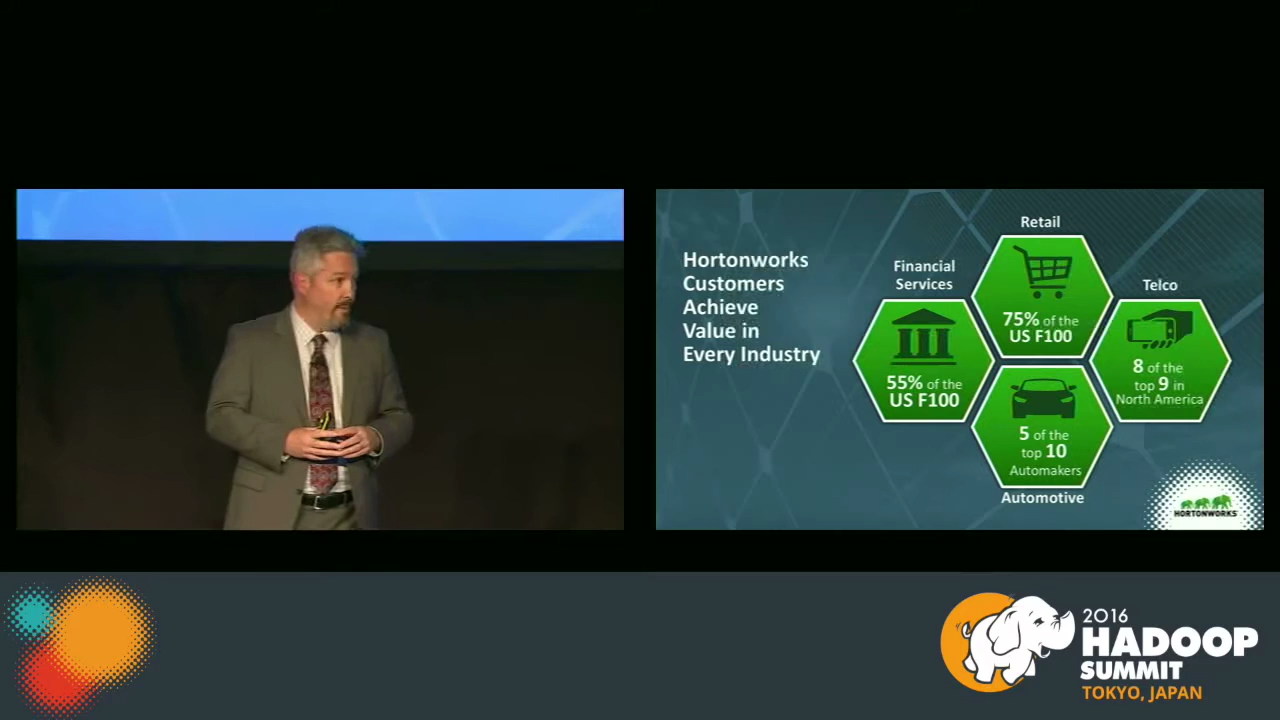 Hortonworks
Customers
Achieve
Value in
Every Industry
Financial
Services
55% of the
US F100
Retail
75% of the
US F100
Telco
8 of the
top 9 in
North America
5 of the
top 10
Automakers
Automotive
HORTONWORKS
2016
HADOOP
SUMMIT
TOKYO, JAPAN